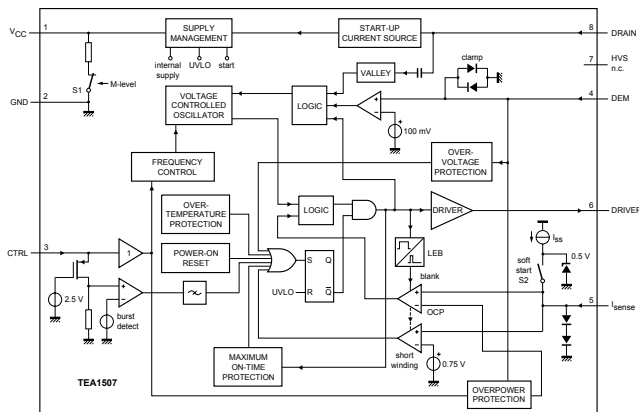 VCC 1
SUPPLY
MANAGEMENT
START-UP
CURRENT SOURCE
8 DRAIN
internal
supply
UVLO
start
clamp
7 HVS
n.c.
VALLEY
S1
M-level
GND 2
VOLTAGE
CONTROLLED
OSCILLATOR
LOGIC
4 DEM
100 mV
FREQUENCY
CONTROL
OVER-
VOLTAGE
PROTECTION
OVER-
TEMPERATURE
PROTECTION
LOGIC
DRIVER
6 DRIVER
LEB
Iss
0.5 V
soft
start
S2
CTRL 3
1
POWER-ON
RESET
S Q
UVLO R Q
blank
2.5 V
burst
detect
OCP
5 Isense
short
winding
0.75 V
MAXIMUM
ON-TIME
PROTECTION
TEA1507
OVERPOWER
PROTECTION